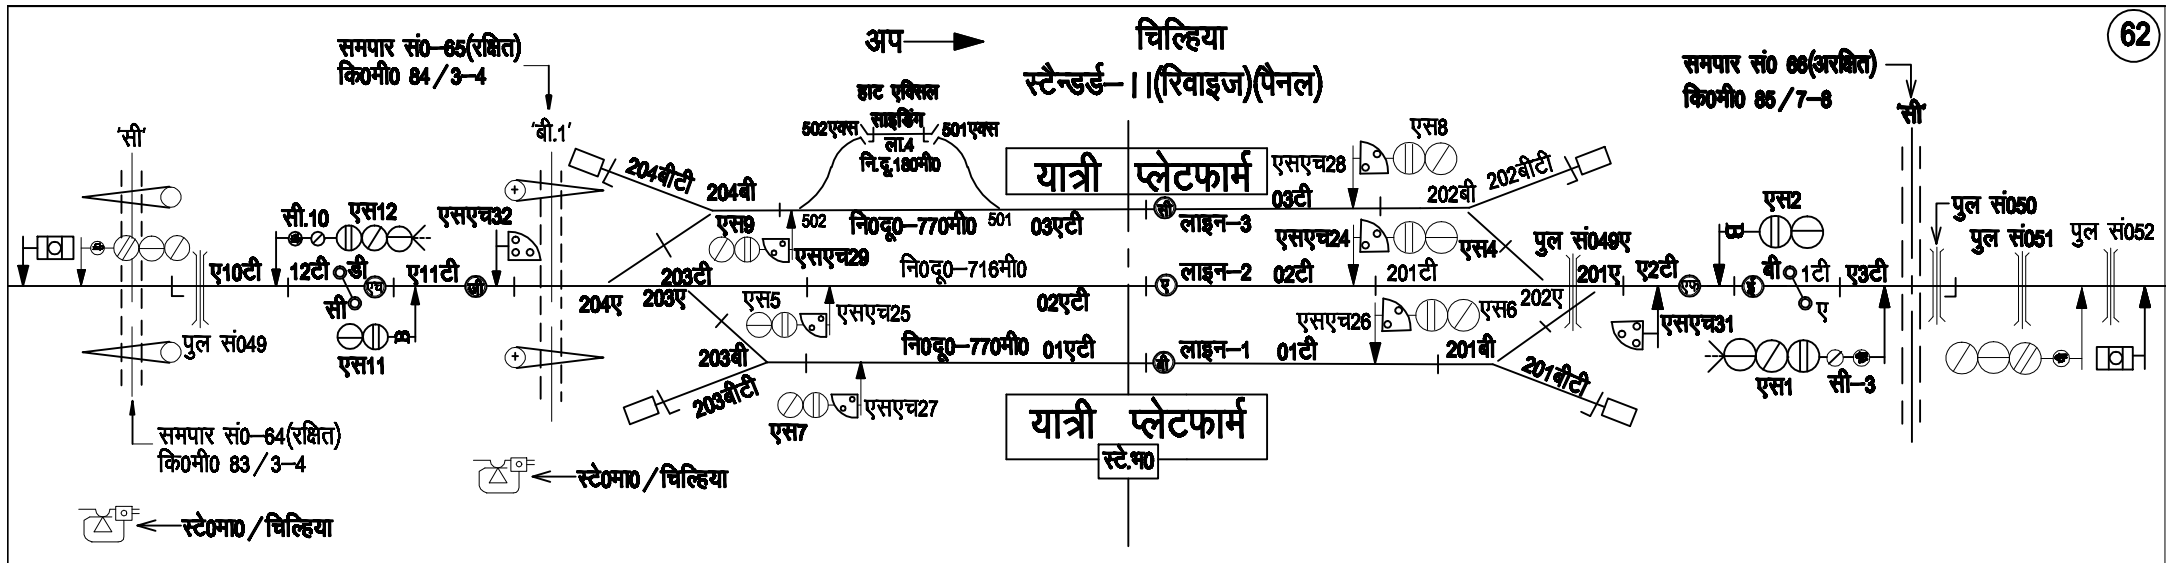 62
अप
चिल्हिया
स्टैन्डर्ड-II(रिवाइज)(पैनल)
समपार सं0-65(रक्षित)
कि0मी0 84/3-4
समपार सं0 66(अरक्षित)
कि0मी0 85/7-8
हाट एक्सिल
साइडिंग
502एक्स
501एक्स
ला.4
नि.दू.180मी0
'सी'
'बी.1'
'सी'
204बीटी
204बी
यात्री प्लेटफार्म
एसएच28
एस8
202बी
202बीटी
सी.10
एस12
एसएच32
एस9
502
नि0दू0-770मी0
501
03एटी
सी
लाइन-3
03टी
एसएच24
एस4
एस2
पुल सं050
पुल सं049ए
पुल सं051
पुल सं052
ए10टी
12टी
डी
एच
ए11टी
जी
203टी
एसएच29
नि0दू0-716मी0
ए
लाइन-2
02टी
201टी
201ए
ए2टी
एफ
ई
बी
1टी
ए3टी
सी
204ए
203ए
एस5
एसएच25
02एटी
एसएच26
एस6
202ए
एसएच31
ए
पुल सं049
एस11
203बी
नि0दू0-770मी0
01एटी
बी
लाइन-1
01टी
201बी
एस1
सी-3
203बीटी
एस7
एसएच27
201बीटी
यात्री प्लेटफार्म
स्टे.भ0
समपार सं0-64(रक्षित)
कि0मी0 83/3-4
स्टे0मा0/चिल्हिया
स्टे0मा0/चिल्हिया